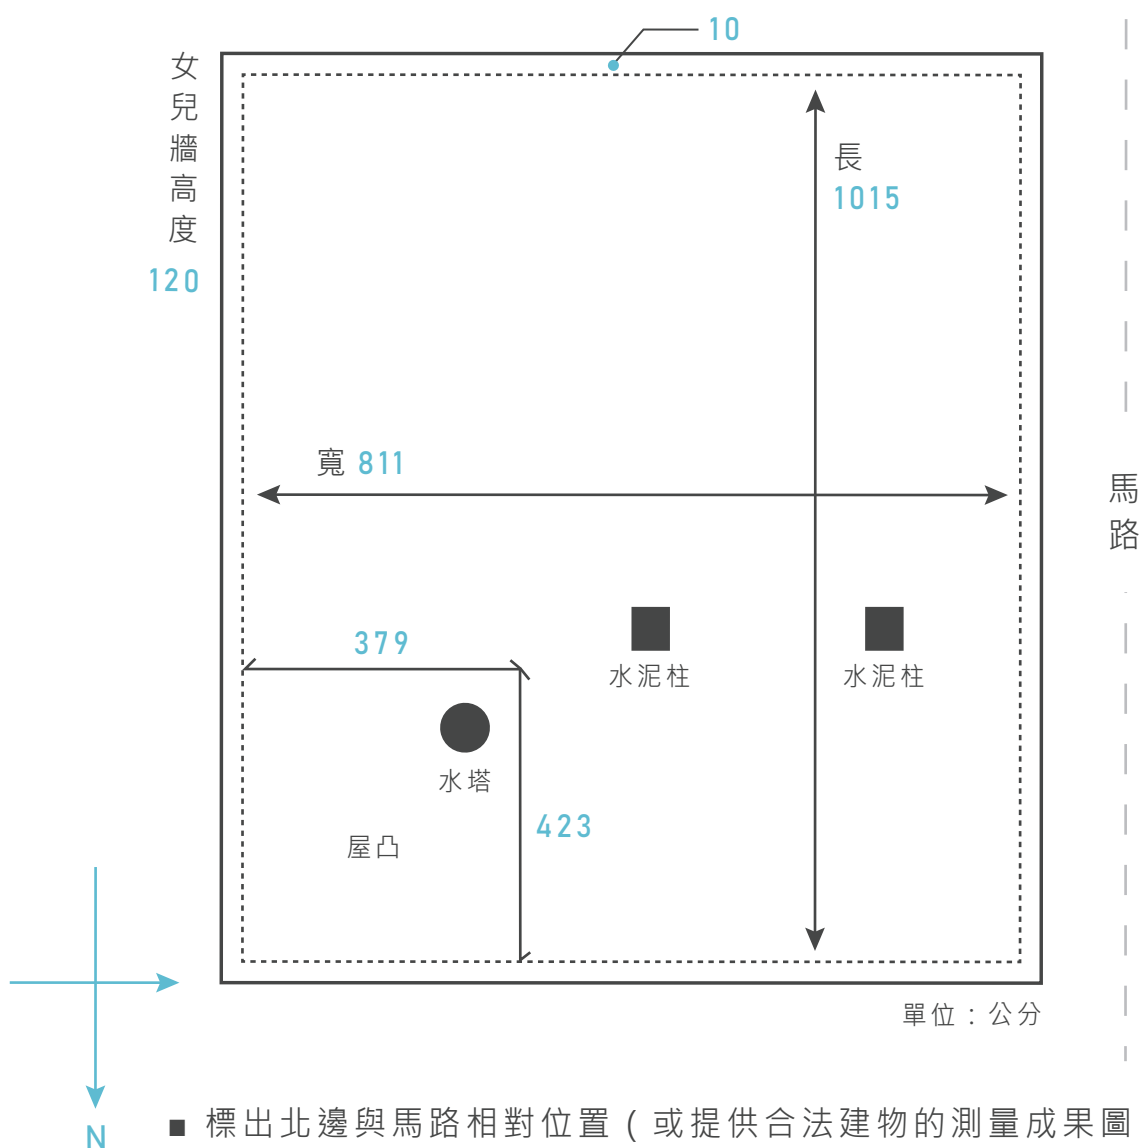 10
女兒牆高度
120
長
1015
寬 811
馬路
379
水泥柱
水泥柱
水塔
423
屋凸
單位：公分
N
■ 標出北邊與馬路相對位置 ( 或提供合法建物的測量成果圖